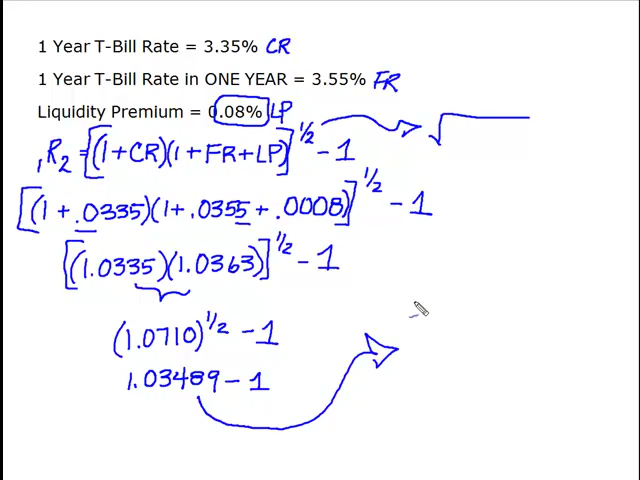 1 Year T-Bill Rate = 3.35% CR
1 Year T-Bill Rate in ONE YEAR = 3.55% FR
Liquidity Premium = 0.08% LP
₁R₂ = [(1+CR)(1+FR+LP)]^1/2 - 1 → √
[(1+.0335)(1+.0355+.0008)]^1/2 - 1
[(1.0335)(1.0363)]^1/2 - 1
(1.0710)^1/2 - 1
1.03489 - 1